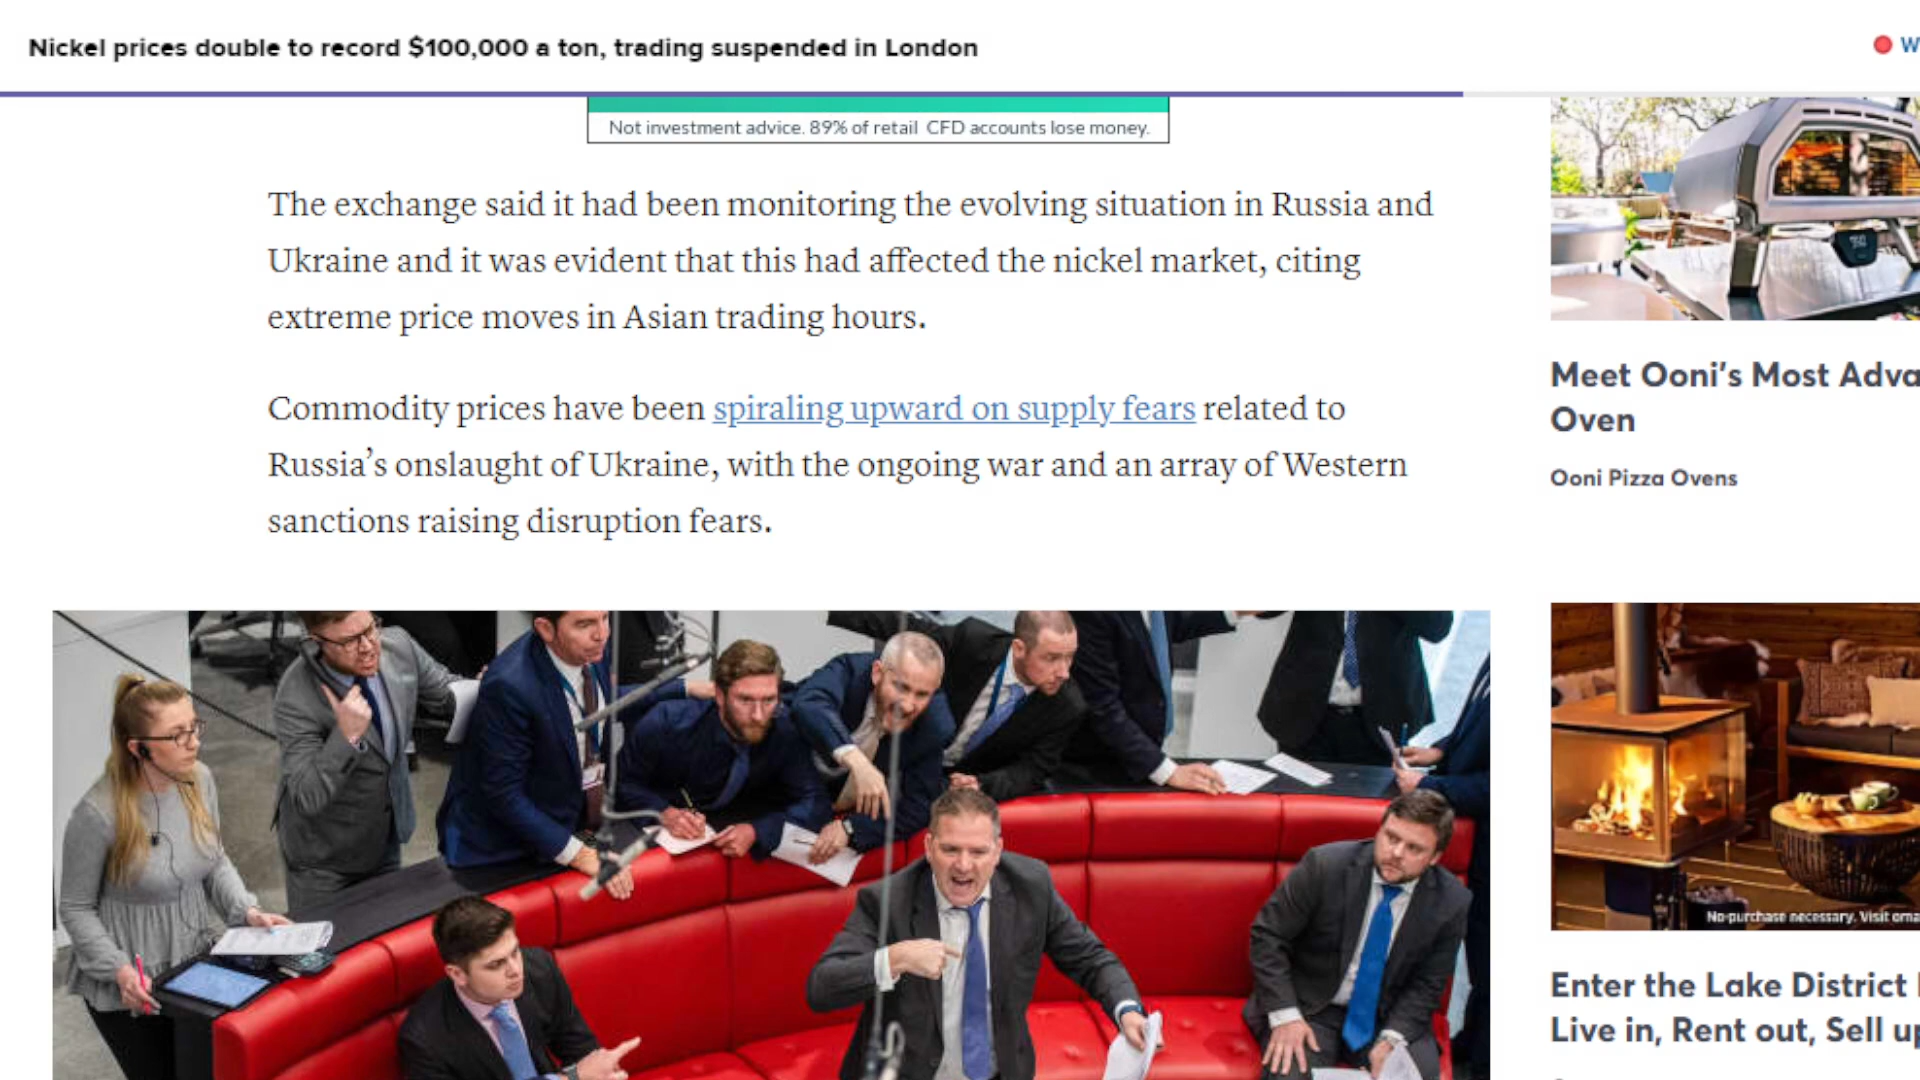 Nickel prices double to record $100,000 a ton, trading suspended in London
W
Not investment advice. 89% of retail CFD accounts lose money.
The exchange said it had been monitoring the evolving situation in Russia and
Ukraine and it was evident that this had affected the nickel market, citing
extreme price moves in Asian trading hours.
Commodity prices have been spiraling upward on supply fears related to
Russia’s onslaught of Ukraine, with the ongoing war and an array of Western
sanctions raising disruption fears.
Meet Ooni’s Most Adva
Oven
Ooni Pizza Ovens
No purchase necessary. Visit oma
Enter the Lake District
Live in, Rent out, Sell up